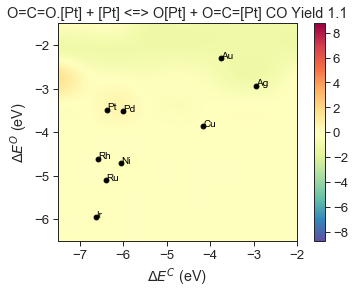 O=C=O.[Pt] + [Pt] <=> O[Pt] + O=C=[Pt] CO Yield 1.1
Au
Ag
Pt
Pd
Cu
Rh
Ni
Ru
Ir
−2
−3
−4
−5
−6
ΔE^O (eV)
−7 −6 −5 −4 −3 −2
ΔE^C (eV)
8
6
4
2
0
−2
−4
−6
−8